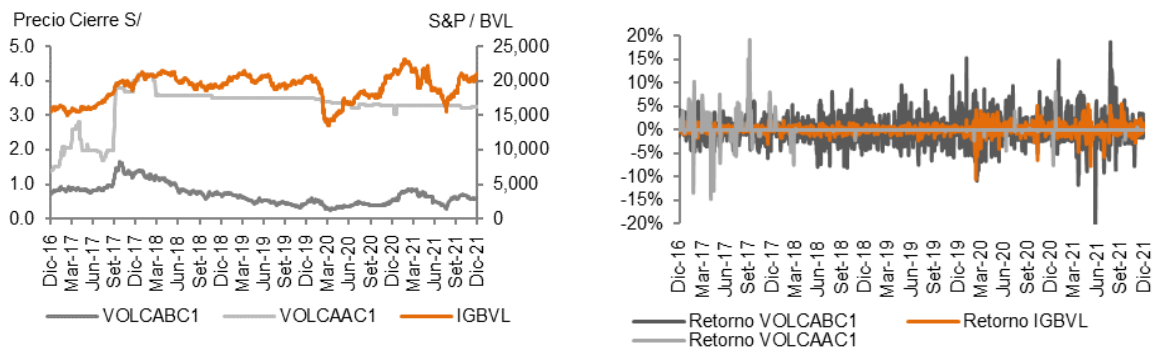 Precio Cierre S/
S&P / BVL
5.0
4.0
3.0
2.0
1.0
0.0
25,000
20,000
15,000
10,000
5,000
0
Dic-16
Mar-17
Jun-17
Set-17
Dic-17
Mar-18
Jun-18
Set-18
Dic-18
Mar-19
Jun-19
Set-19
Dic-19
Mar-20
Jun-20
Set-20
Dic-20
Mar-21
Jun-21
Set-21
Dic-21
VOLCABC1
VOLCAAC1
IGBVL
20%
15%
10%
5%
0%
-5%
-10%
-15%
-20%
Dic-16
Mar-17
Jun-17
Set-17
Dic-17
Mar-18
Jun-18
Set-18
Dic-18
Mar-19
Jun-19
Set-19
Dic-19
Mar-20
Jun-20
Set-20
Dic-20
Mar-21
Jun-21
Set-21
Dic-21
Retorno VOLCABC1
Retorno IGBVL
Retorno VOLCAAC1